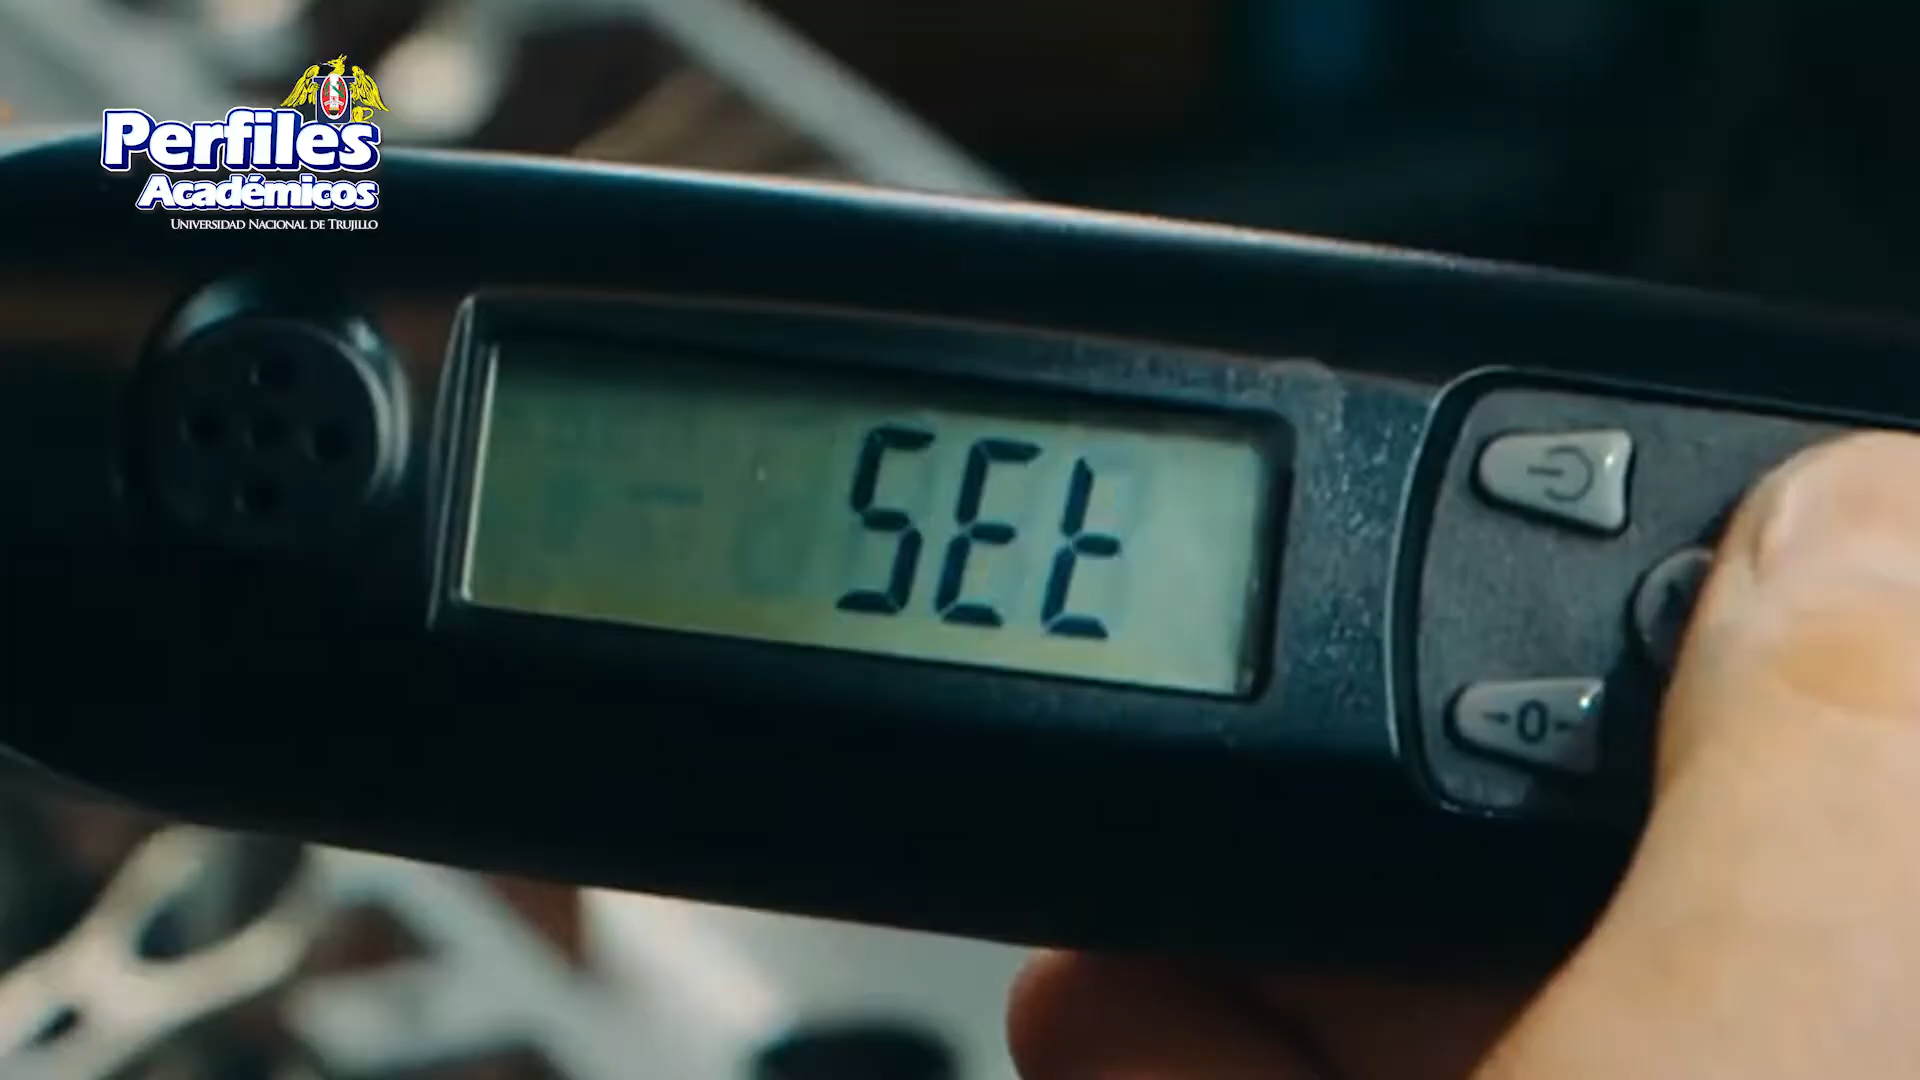 Perfiles
Académicos
UNIVERSIDAD NACIONAL DE TRUJILLO
SEt
→0←